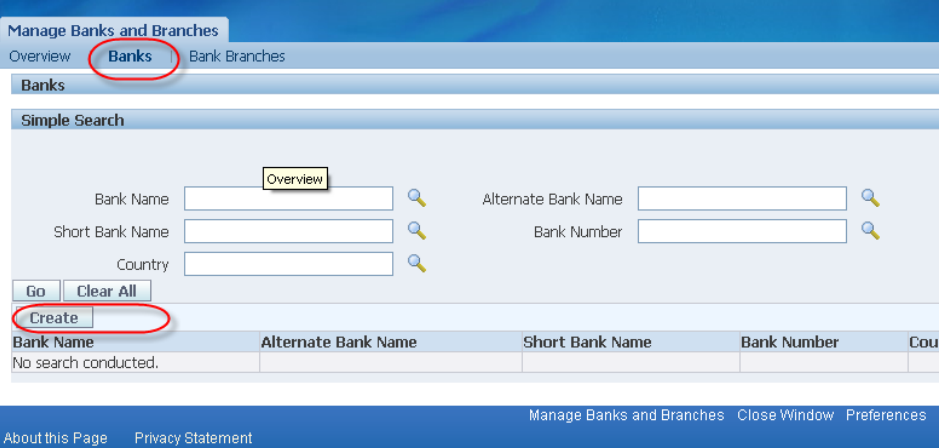 Manage Banks and Branches
Overview Banks | Bank Branches
Banks
Simple Search
Overview
Bank Name Alternate Bank Name
Short Bank Name Bank Number
Country
Go Clear All
Create
Bank Name Alternate Bank Name Short Bank Name Bank Number Cou
No search conducted.
Manage Banks and Branches Close Window Preferences
About this Page Privacy Statement